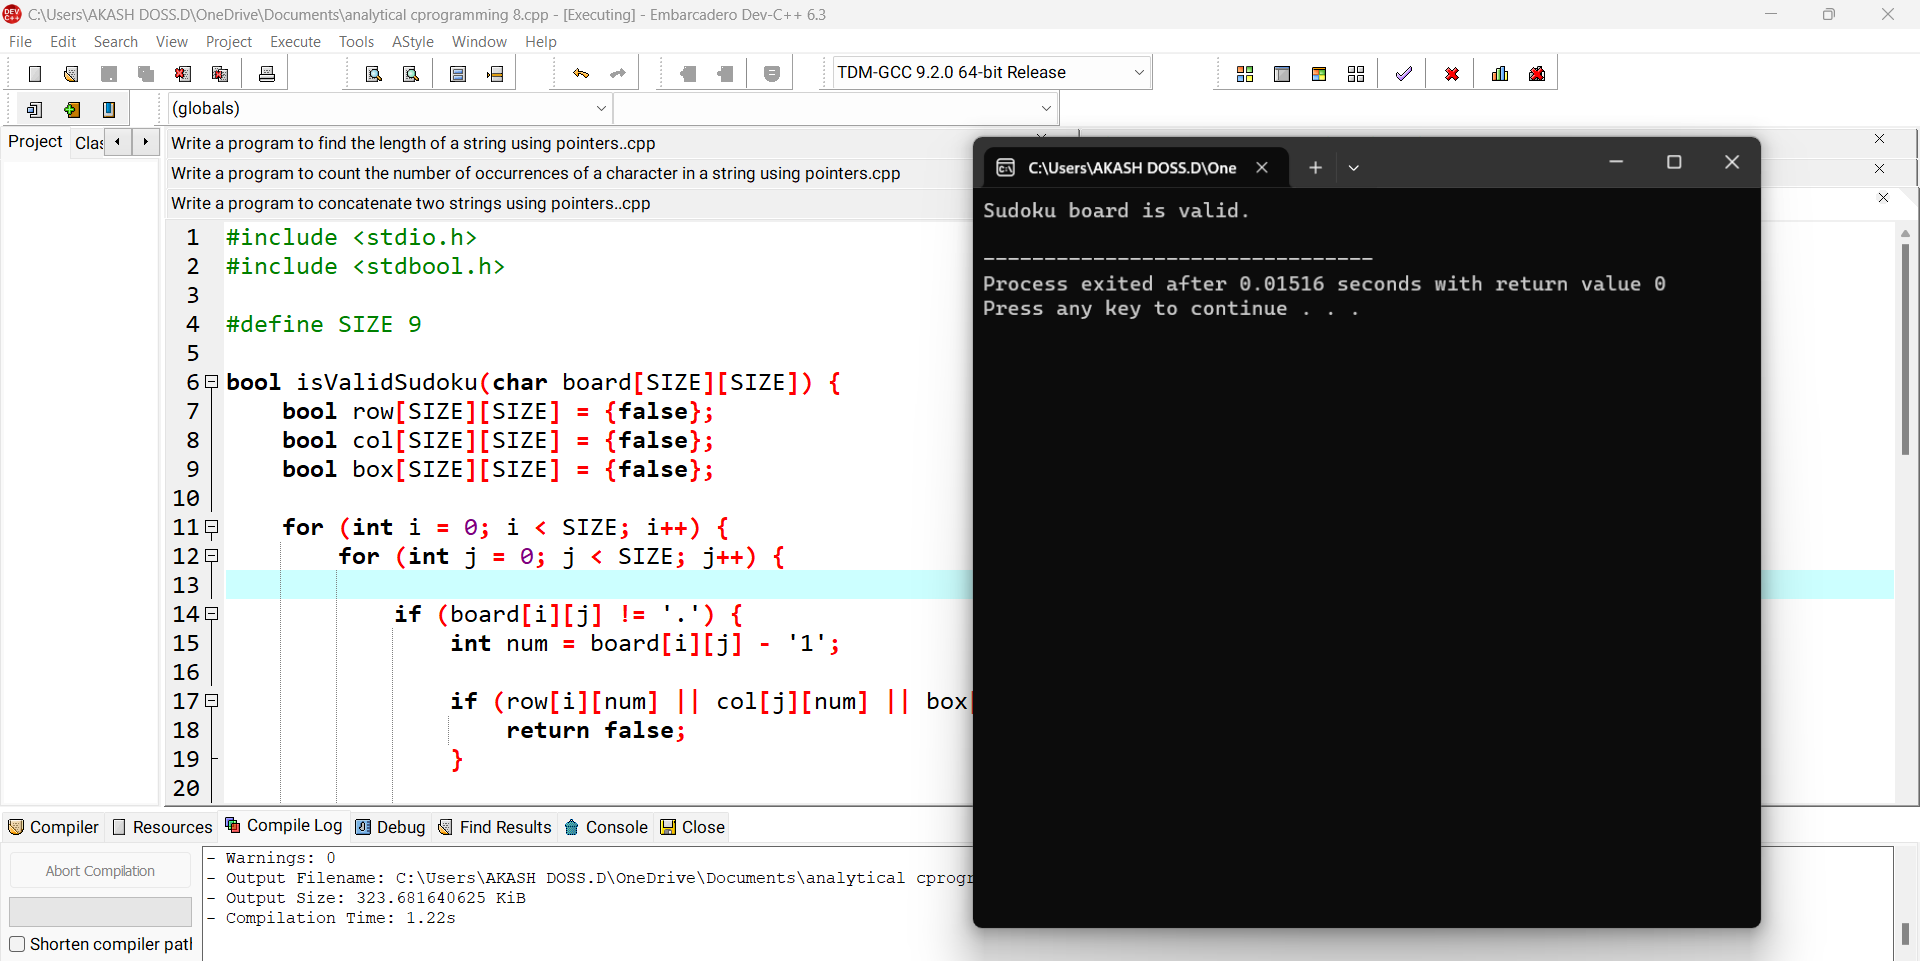 C:\Users\AKASH DOSS.D\OneDrive\Documents\analytical cprogramming 8.cpp - [Executing] - Embarcadero Dev-C++ 6.3
File Edit Search View Project Execute Tools AStyle Window Help
TDM-GCC 9.2.0 64-bit Release
(globals)
Project Clas
Write a program to find the length of a string using pointers..cpp
Write a program to count the number of occurrences of a character in a string using pointers.cpp
Write a program to concatenate two strings using pointers..cpp
1 #include <stdio.h>
2 #include <stdbool.h>
3
4 #define SIZE 9
5
6 bool isValidSudoku(char board[SIZE][SIZE]) {
7 bool row[SIZE][SIZE] = {false};
8 bool col[SIZE][SIZE] = {false};
9 bool box[SIZE][SIZE] = {false};
10
11 for (int i = 0; i < SIZE; i++) {
12 for (int j = 0; j < SIZE; j++) {
13
14 if (board[i][j] != '.') {
15 int num = board[i][j] - '1';
16
17 if (row[i][num] || col[j][num] || box[
18 return false;
19 }
20
C:\Users\AKASH DOSS.D\One
Sudoku board is valid.
--------------------------------
Process exited after 0.01516 seconds with return value 0
Press any key to continue . . .
Compiler Resources Compile Log Debug Find Results Console Close
Abort Compilation
Shorten compiler path
- Warnings: 0
- Output Filename: C:\Users\AKASH DOSS.D\OneDrive\Documents\analytical cprogr
- Output Size: 323.681640625 KiB
- Compilation Time: 1.22s